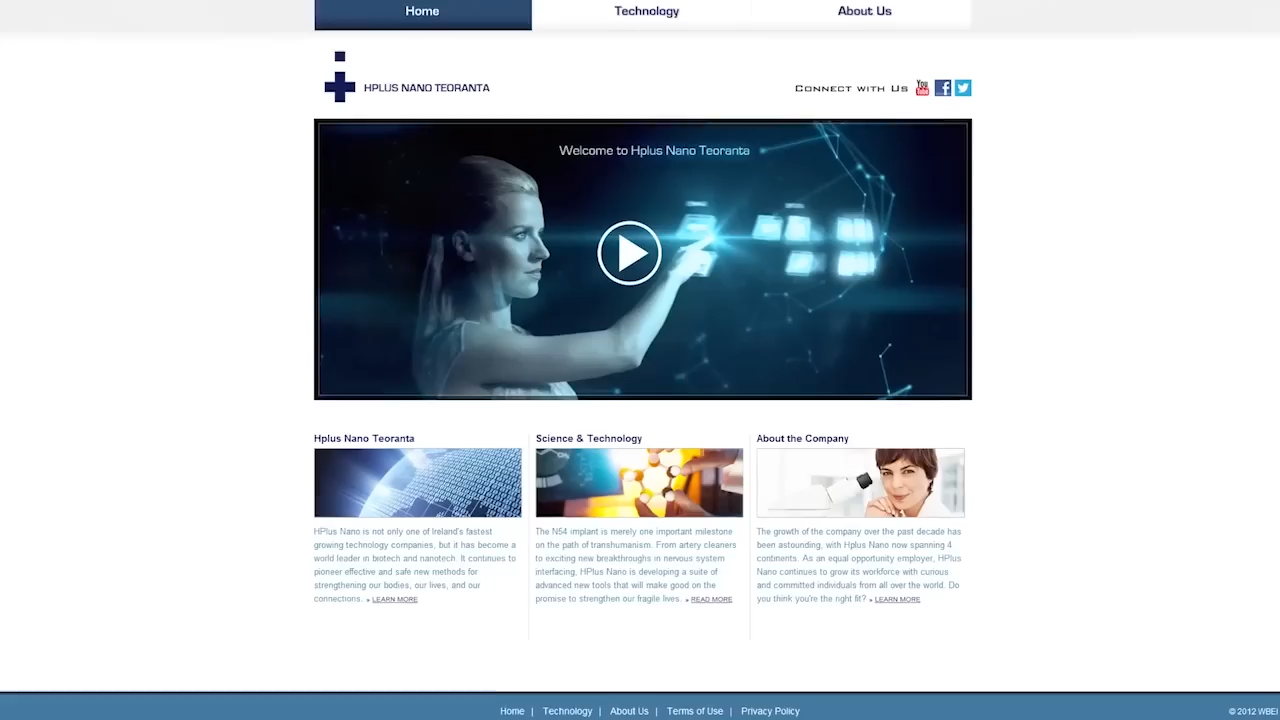 Home Technology About Us
HPLUS NANO TEORANTA
Connect with Us You Tube
Welcome to Hplus Nano Teoranta
Hplus Nano Teoranta
HPlus Nano is not only one of Ireland's fastest
growing technology companies, but it has become a
world leader in biotech and nanotech. It continues to
pioneer effective and safe new methods for
strengthening our bodies, our lives, and our
connections. » LEARN MORE
Science & Technology
The N54 implant is merely one important milestone
on the path of transhumanism. From artery cleaners
to exciting new breakthroughs in nervous system
interfacing, HPlus Nano is developing a suite of
advanced new tools that will make good on the
promise to strengthen our fragile lives. » READ MORE
About the Company
The growth of the company over the past decade has
been astounding, with Hplus Nano now spanning 4
continents. As an equal opportunity employer, HPlus
Nano continues to grow its workforce with curious
and committed individuals from all over the world. Do
you think you're the right fit? » LEARN MORE
Home | Technology | About Us | Terms of Use | Privacy Policy
© 2012 WBEI